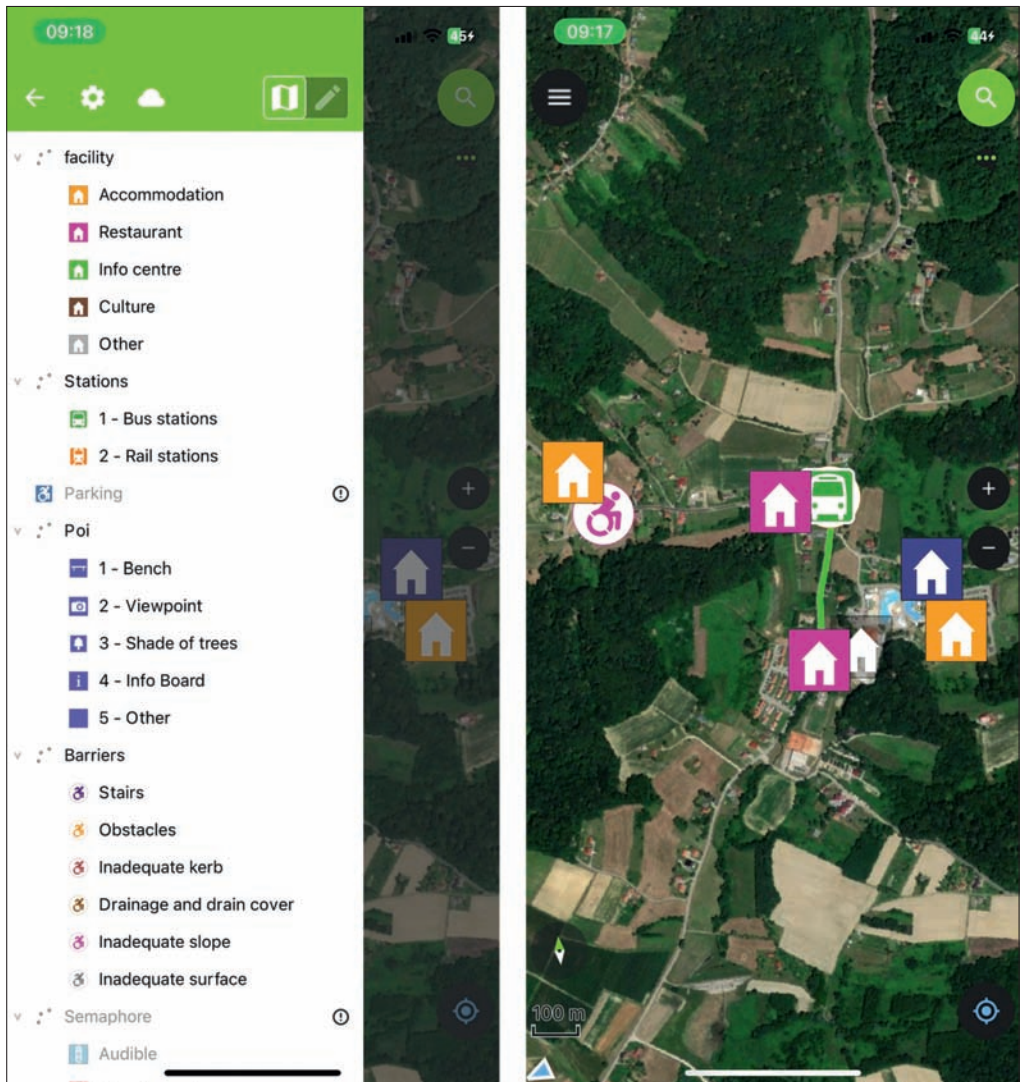 09:18
45
facility
Accommodation
Restaurant
Info centre
Culture
Other
Stations
1 - Bus stations
2 - Rail stations
Parking
Poi
1 - Bench
2 - Viewpoint
3 - Shade of trees
4 - Info Board
5 - Other
Barriers
Stairs
Obstacles
Inadequate kerb
Drainage and drain cover
Inadequate slope
Inadequate surface
Semaphore
Audible
09:17
44
100 m